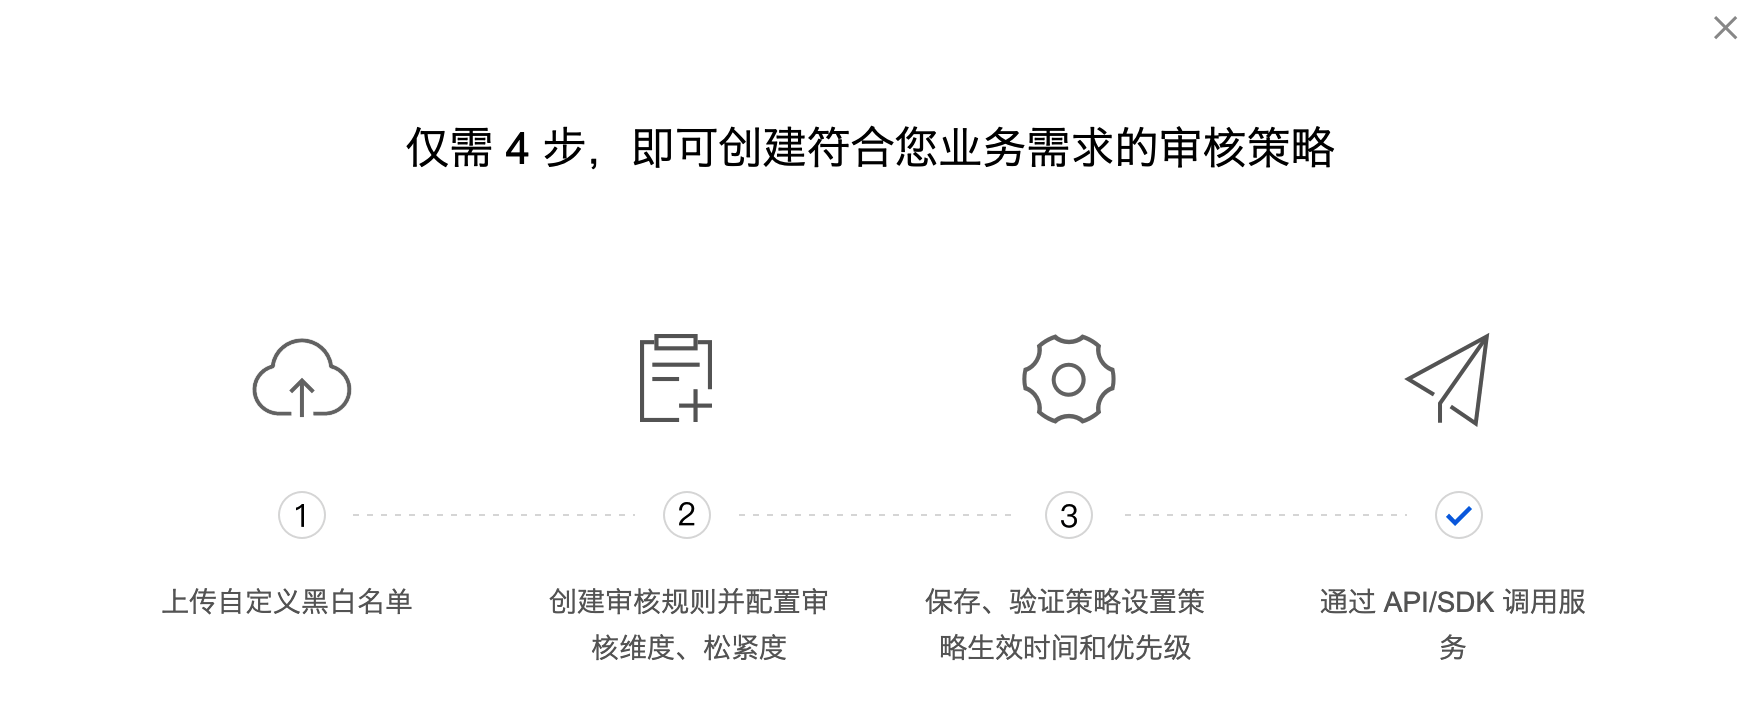 仅需 4 步，即可创建符合您业务需求的审核策略
1
2
3
上传自定义黑白名单
创建审核规则并配置审
核维度、松紧度
保存、验证策略设置策
略生效时间和优先级
通过 API/SDK 调用服
务